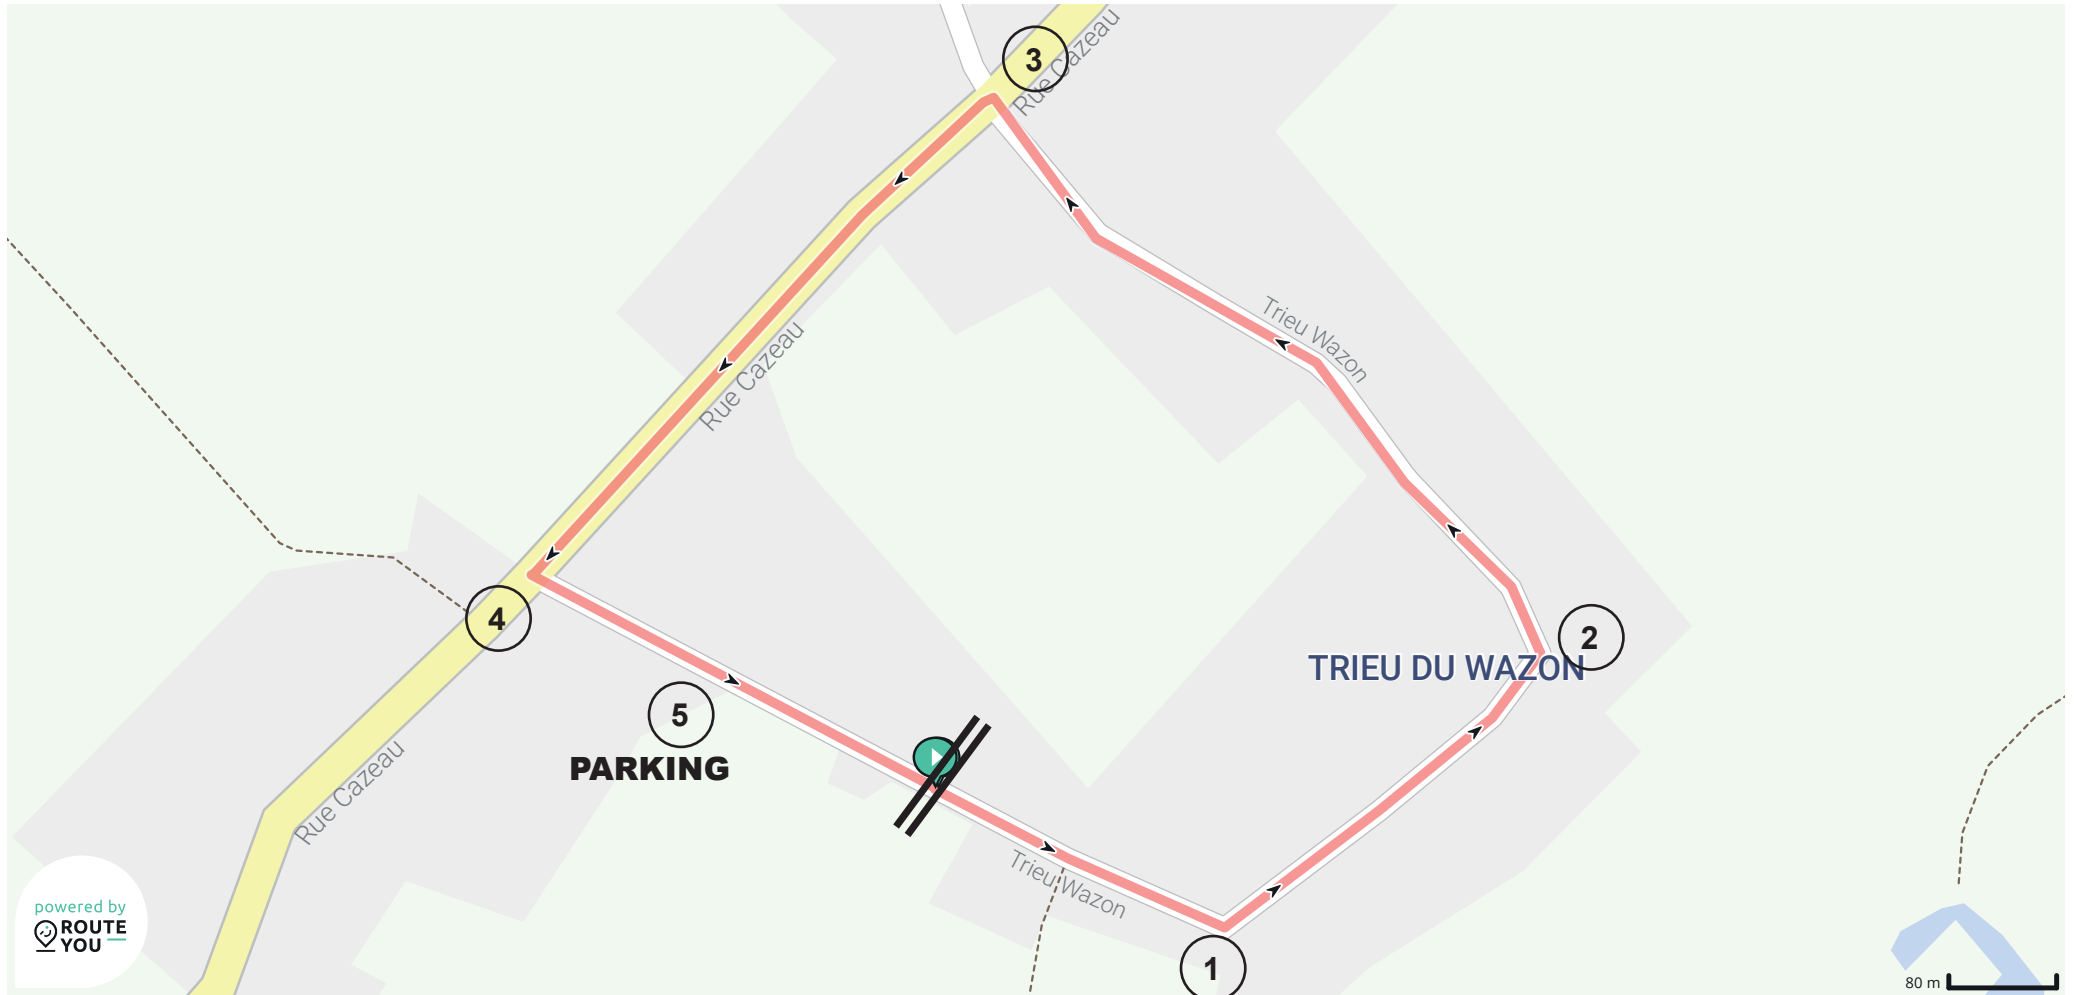 3
Rue Cazeau
Trieu Wazon
Rue Cazeau
4
2
TRIEU DU WAZON
5
PARKING
Rue Cazeau
Trieu Wazon
powered by
ROUTE
YOU
1
80 m